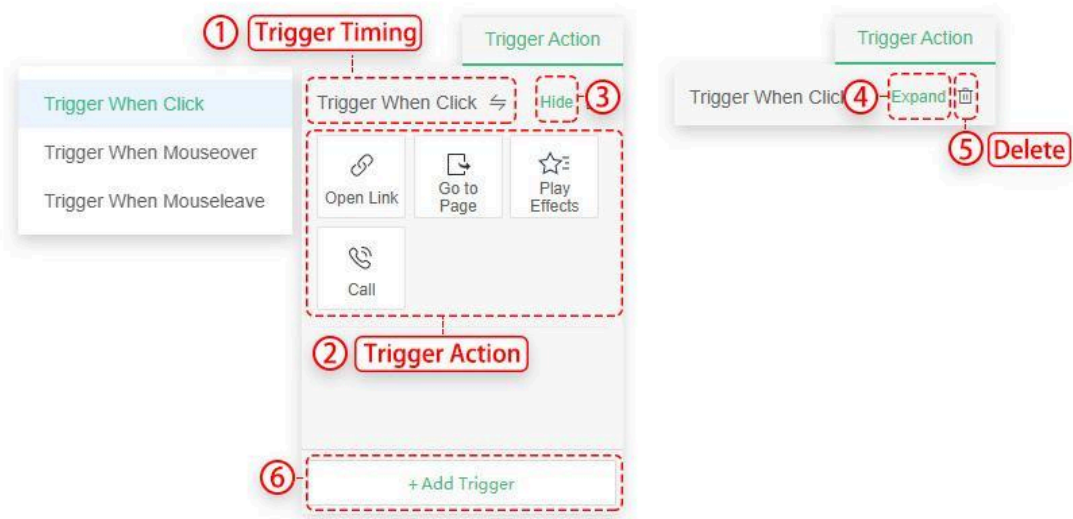 ① Trigger Timing
Trigger Action
Trigger Action
Trigger When Click
Trigger When Mouseover
Trigger When Mouseleave
Trigger When Click
Hide
③
Trigger When Clic
④
Expand
⑤ Delete
Open Link
Go to
Page
Play
Effects
Call
② Trigger Action
⑥
+ Add Trigger